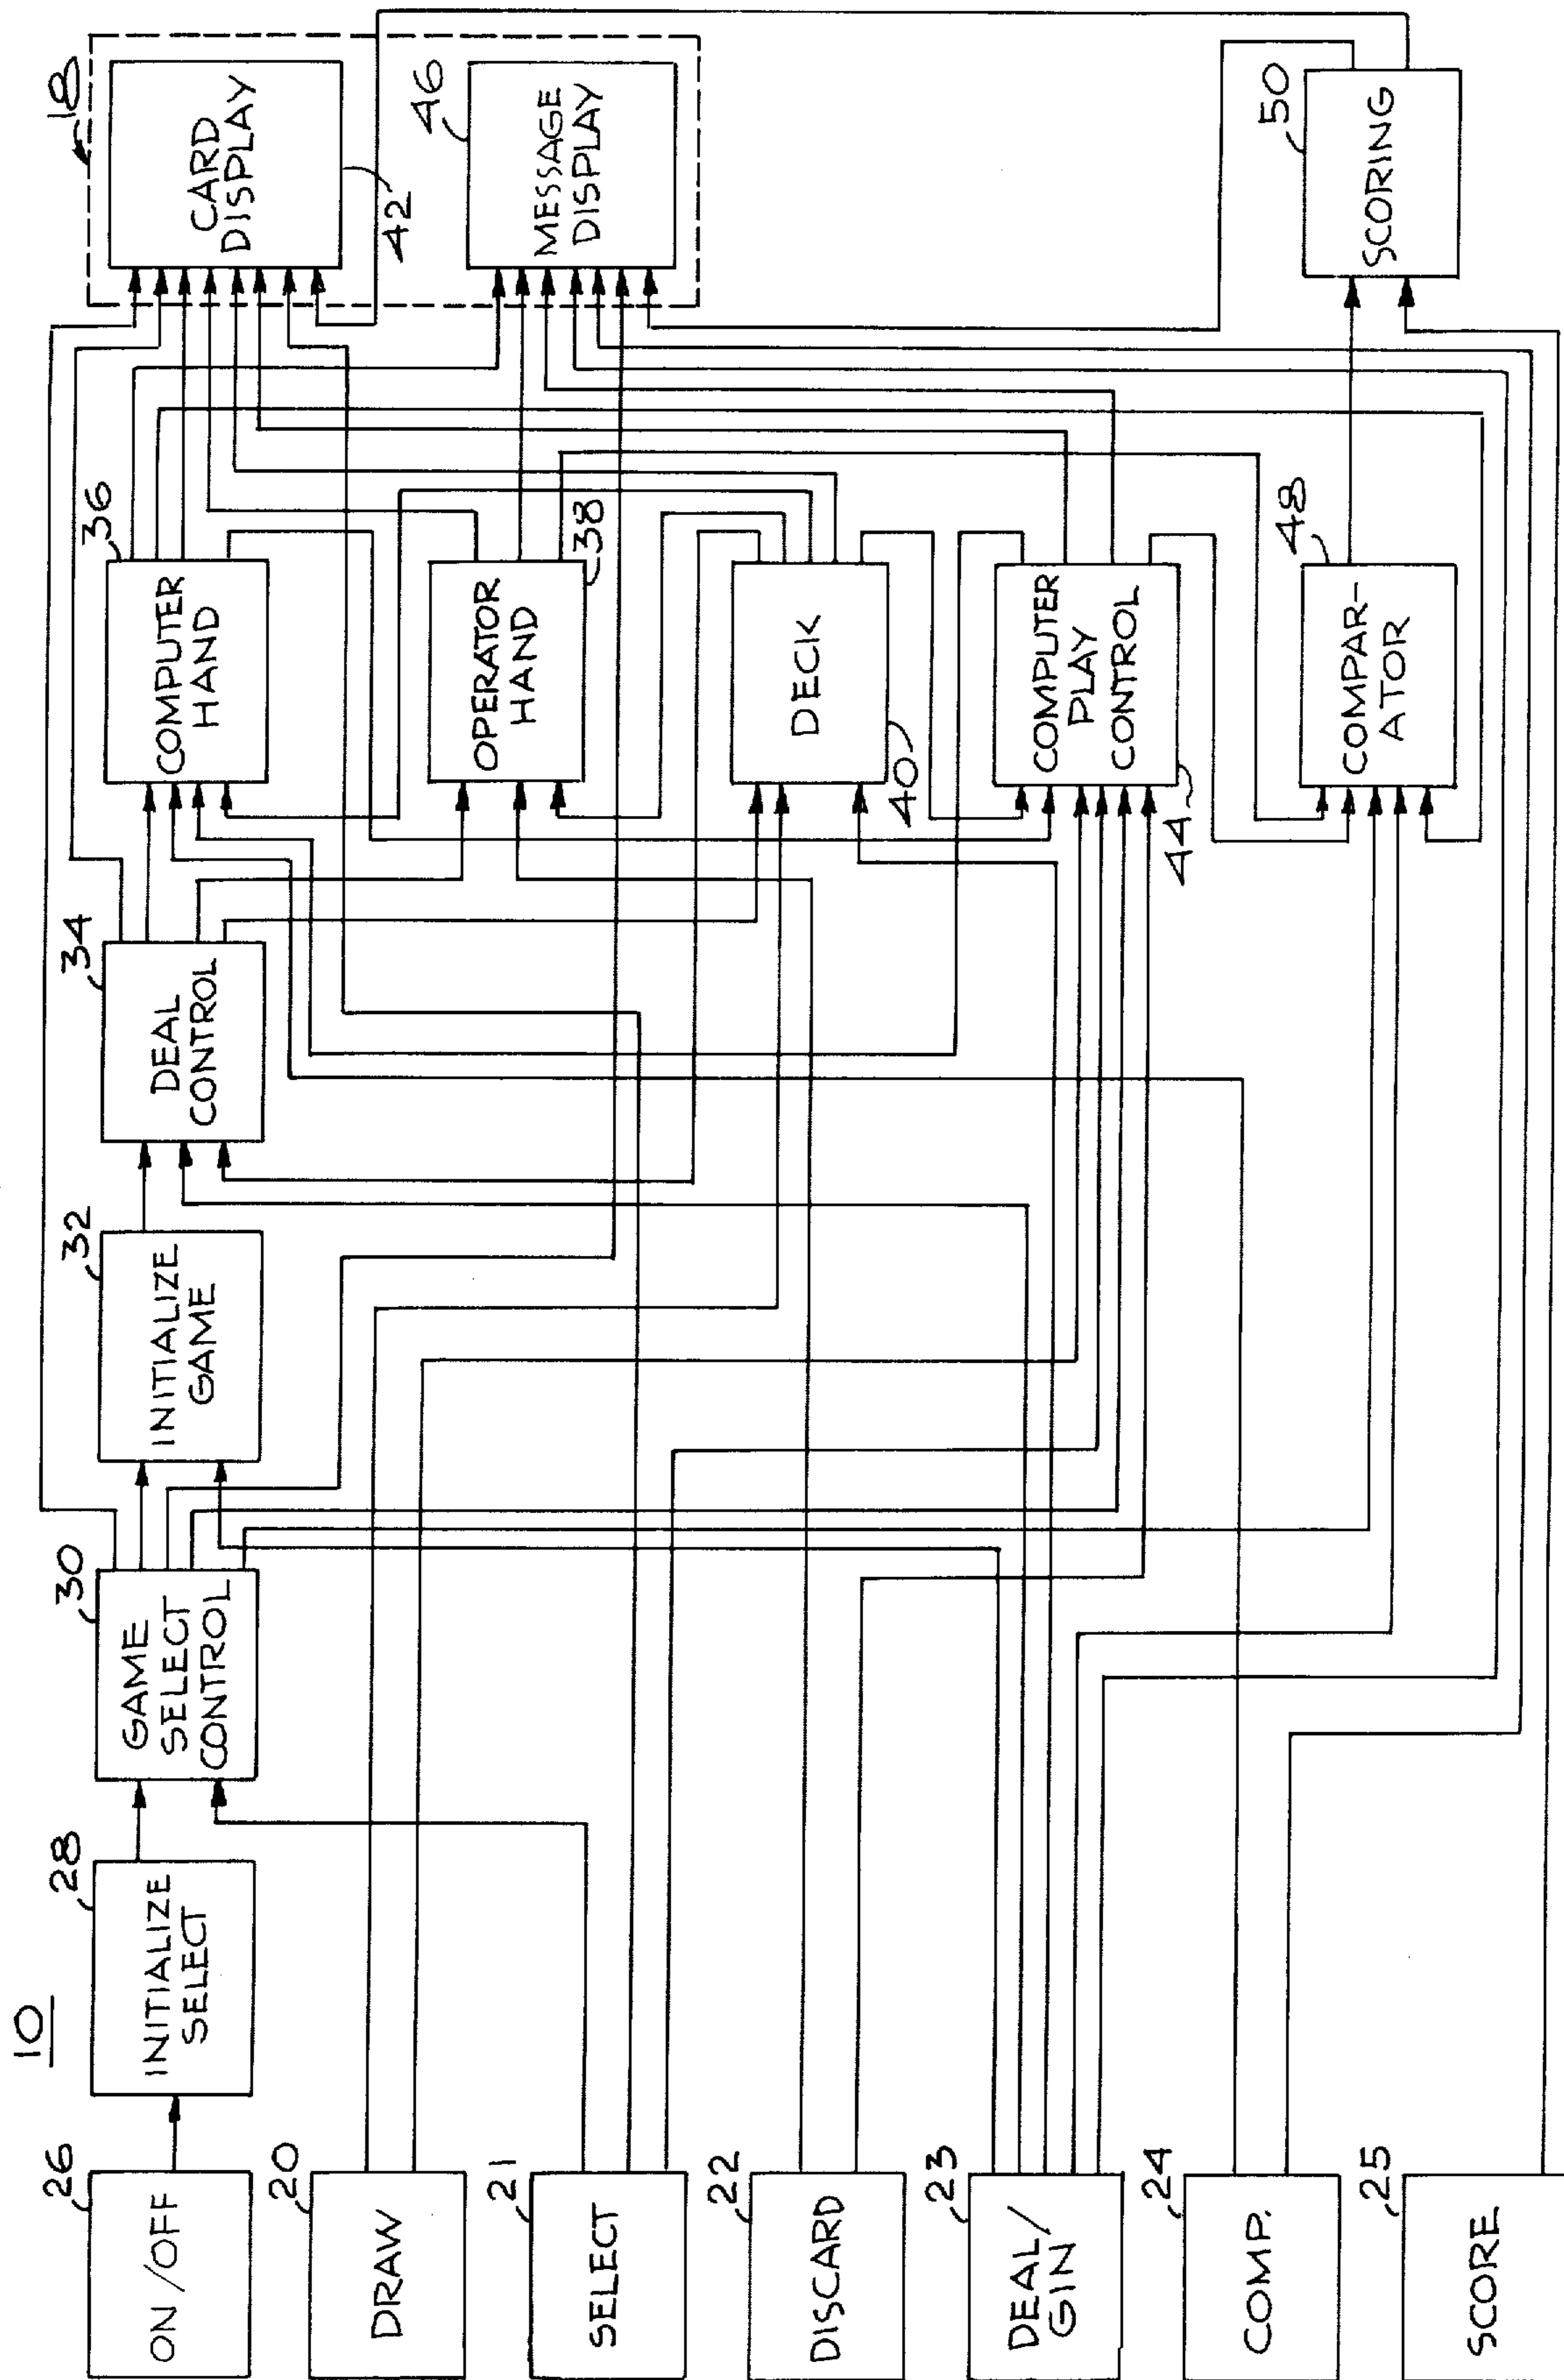 10
26
ON/OFF
28
INITIALIZE
SELECT
30
GAME
SELECT
CONTROL
32
INITIALIZE
GAME
34
DEAL
CONTROL
36
COMPUTER
HAND
18
CARD
DISPLAY
42
20
DRAW
38
OPERATOR
HAND
46
MESSAGE
DISPLAY
21
SELECT
22
DISCARD
40
DECK
23
DEAL/
GIN
44
COMPUTER
PLAY
CONTROL
24
COMP.
48
COMPAR-
ATOR
50
SCORING
25
SCORE